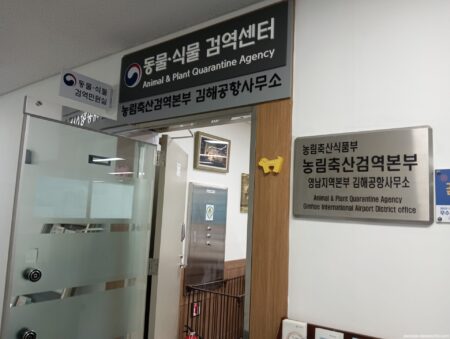 동물·식물
검역민원실
동물·식물 검역센터
Animal & Plant Quarantine Agency
농림축산검역본부 김해공항사무소
농림축산식품부
농림축산검역본부
영남지역본부 김해공항사무소
Animal & Plant Quarantine Agency
Gimhae International Airport District office